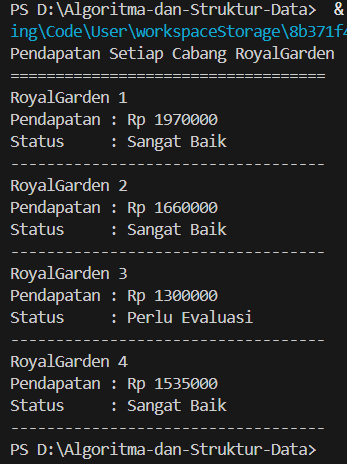 PS D:\Algoritma-dan-Struktur-Data>  &
ing\Code\User\workspaceStorage\8b371f4
Pendapatan Setiap Cabang RoyalGarden
===================================
RoyalGarden 1
Pendapatan : Rp 1970000
Status     : Sangat Baik
-----------------------------------
RoyalGarden 2
Pendapatan : Rp 1660000
Status     : Sangat Baik
-----------------------------------
RoyalGarden 3
Pendapatan : Rp 1300000
Status     : Perlu Evaluasi
-----------------------------------
RoyalGarden 4
Pendapatan : Rp 1535000
Status     : Sangat Baik
-----------------------------------
PS D:\Algoritma-dan-Struktur-Data>